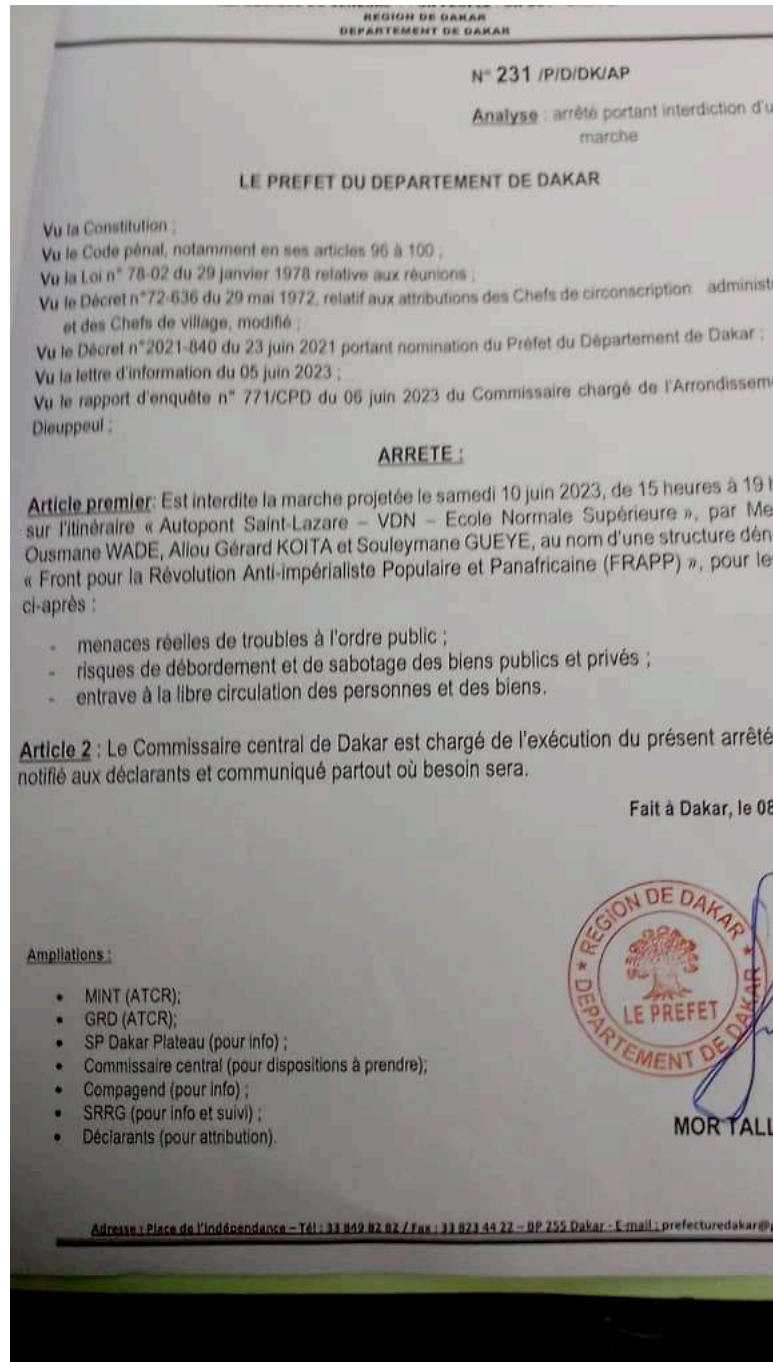 REGION DE DAKAR
DEPARTEMENT DE DAKAR
N° 231 /P/D/DK/AP
Analyse : arrêté portant interdiction d'u
marche
LE PREFET DU DEPARTEMENT DE DAKAR
Vu la Constitution ;
Vu le Code pénal, notamment en ses articles 96 à 100 ;
Vu la Loi n° 78-02 du 29 janvier 1978 relative aux réunions ;
Vu le Décret n°72-636 du 29 mai 1972, relatif aux attributions des Chefs de circonscription administ
et des Chefs de village, modifié ;
Vu le Décret n°2021-840 du 23 juin 2021 portant nomination du Préfet du Département de Dakar ;
Vu la lettre d'information du 05 juin 2023 ;
Vu le rapport d'enquête n° 771/CPD du 06 juin 2023 du Commissaire chargé de l'Arrondisseme
Dieuppeul ;
ARRETE :
Article premier: Est interdite la marche projetée le samedi 10 juin 2023, de 15 heures à 19 h
sur l'itinéraire « Autopont Saint-Lazare – VDN – Ecole Normale Supérieure », par Me
Ousmane WADE, Aliou Gérard KOITA et Souleymane GUEYE, au nom d'une structure dén
« Front pour la Révolution Anti-impérialiste Populaire et Panafricaine (FRAPP) », pour le
ci-après :
- menaces réelles de troubles à l'ordre public ;
- risques de débordement et de sabotage des biens publics et privés ;
- entrave à la libre circulation des personnes et des biens.
Article 2 : Le Commissaire central de Dakar est chargé de l'exécution du présent arrêté
notifié aux déclarants et communiqué partout où besoin sera.
Fait à Dakar, le 08
REGION DE DAKAR
LE PREFET
DEPARTEMENT DE DAKAR
Ampliations :
• MINT (ATCR);
• GRD (ATCR);
• SP Dakar Plateau (pour info) ;
• Commissaire central (pour dispositions à prendre);
• Compagend (pour info) ;
• SRRG (pour info et suivi) ;
• Déclarants (pour attribution).
MOR TALL
Adresse : Place de l'Indépendance – Tél : 33 849 82 02 / Fax : 33 823 44 22 – BP 255 Dakar - E-mail : prefecturedakar@